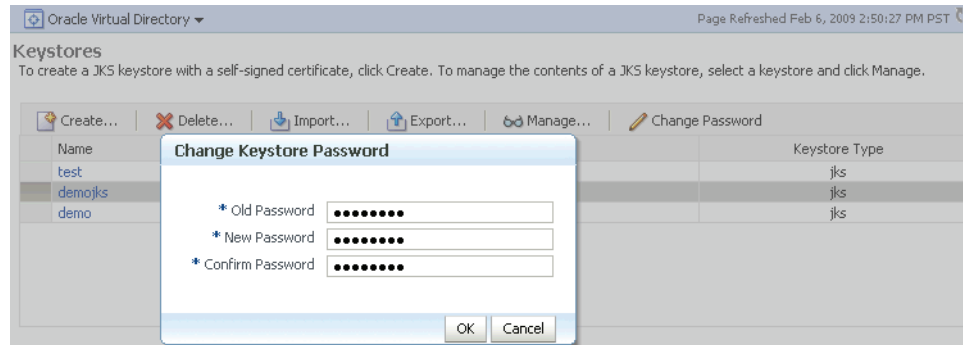 Oracle Virtual Directory
Page Refreshed Feb 6, 2009 2:50:27 PM PST
Keystores
To create a JKS keystore with a self-signed certificate, click Create. To manage the contents of a JKS keystore, select a keystore and click Manage.
Create... Delete... Import... Export... Manage... Change Password
Name Keystore Type
Change Keystore Password
test jks
demojks jks
demo jks
* Old Password ●●●●●●●●
* New Password ●●●●●●●●
* Confirm Password ●●●●●●●●
OK Cancel